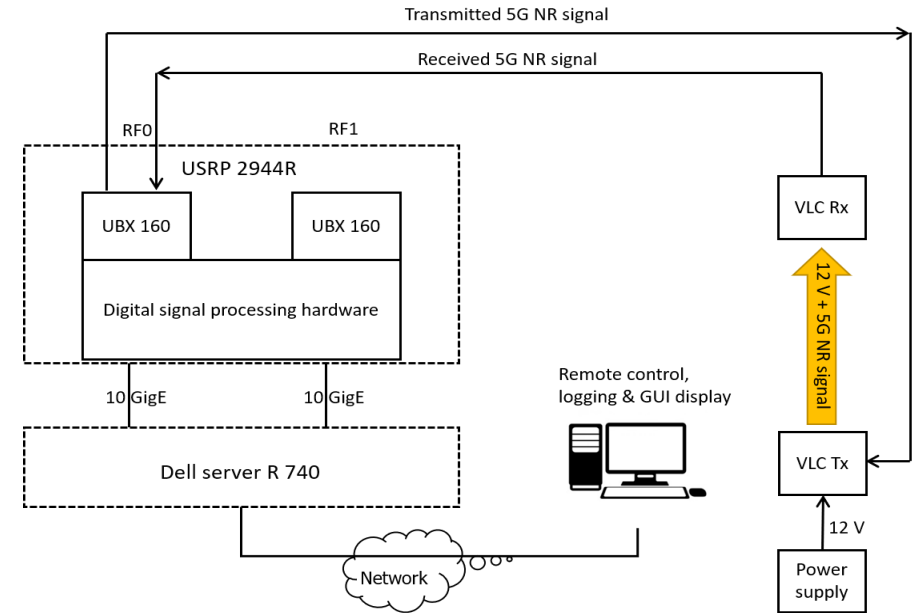 Transmitted 5G NR signal
Received 5G NR signal
RF0
RF1
USRP 2944R
UBX 160
UBX 160
VLC Rx
Digital signal processing hardware
12 V + 5G NR signal
10 GigE
10 GigE
Remote control,
logging & GUI display
Dell server R 740
VLC Tx
12 V
Network
Power
supply